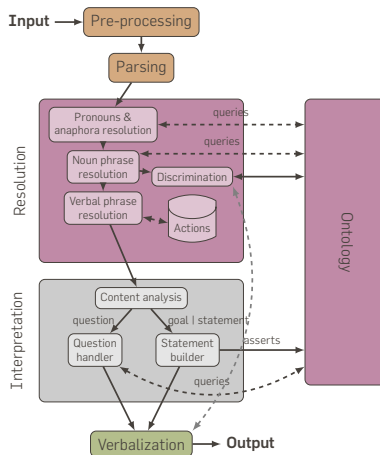 Input
Pre-processing
Parsing
Pronouns &
anaphora resolution
queries
queries
Noun phrase
resolution
Discrimination
Verbal phrase
resolution
Actions
Resolution
Ontology
Content analysis
question
goal | statement
Question
handler
Statement
builder
asserts
queries
Interpretation
Verbalization
Output